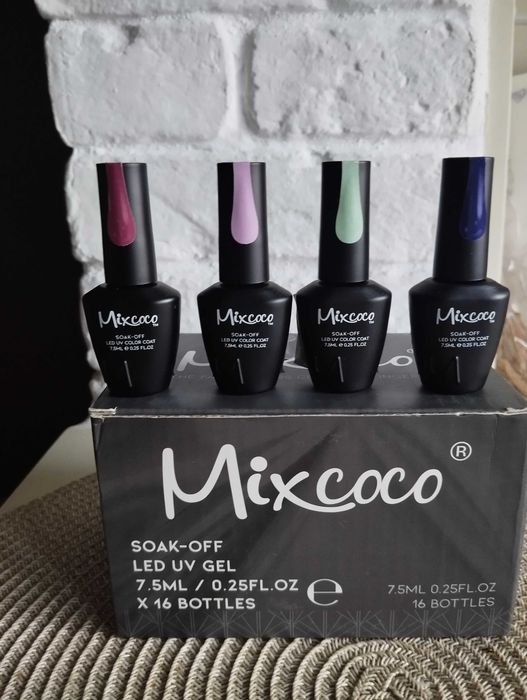 Mixcoco
SOAK-OFF
LED UV COLOR COAT
7.5ML e 0.25 FL.OZ
Mixcoco
SOAK-OFF
LED UV COLOR COAT
7.5ML e 0.25 FL.OZ
Mixcoco
SOAK-OFF
LED UV COLOR COAT
7.5ML e 0.25 FL.OZ
Mixcoco
SOAK-OFF
LED UV COLOR COAT
7.5ML e 0.25 FL.OZ
Mixcoco®
SOAK-OFF
LED UV GEL
7.5ML / 0.25FL.OZ
X 16 BOTTLES e
7.5ML 0.25FL.OZ
16 BOTTLES